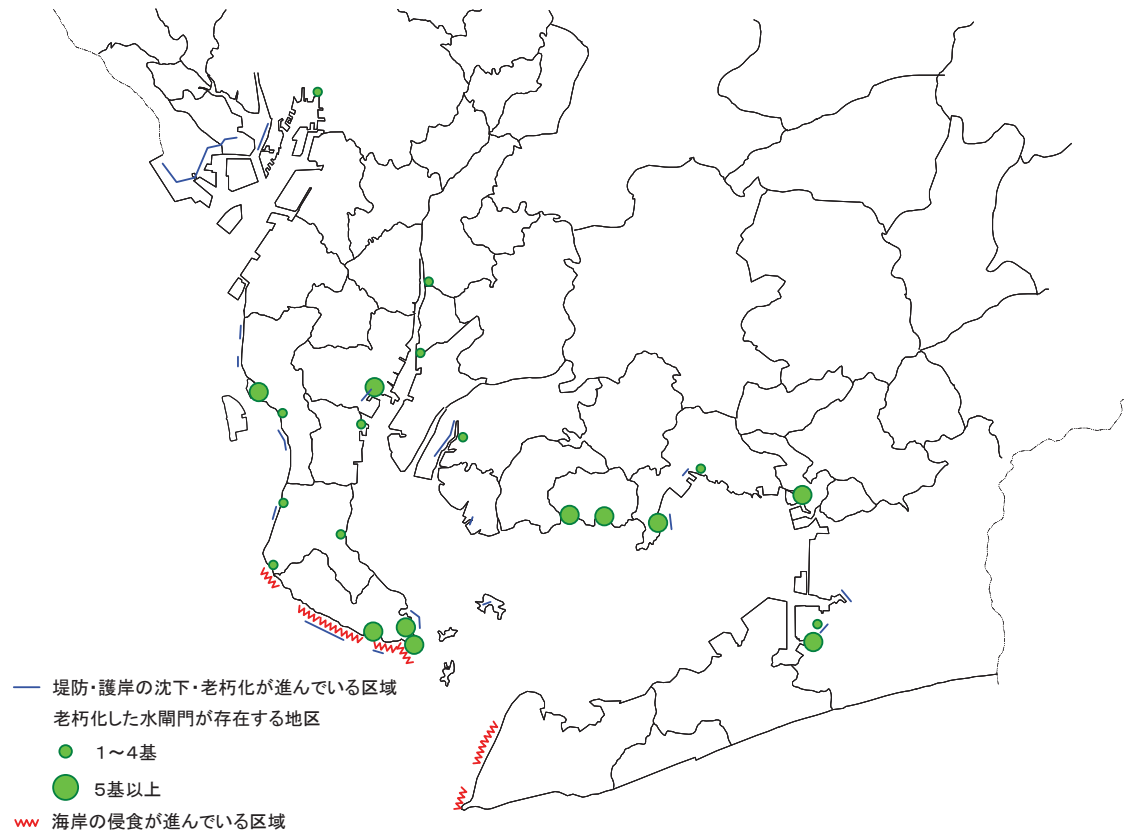 堤防・護岸の沈下・老朽化が進んでいる区域
老朽化した水閘門が存在する地区
1～4基
5基以上
海岸の侵食が進んでいる区域